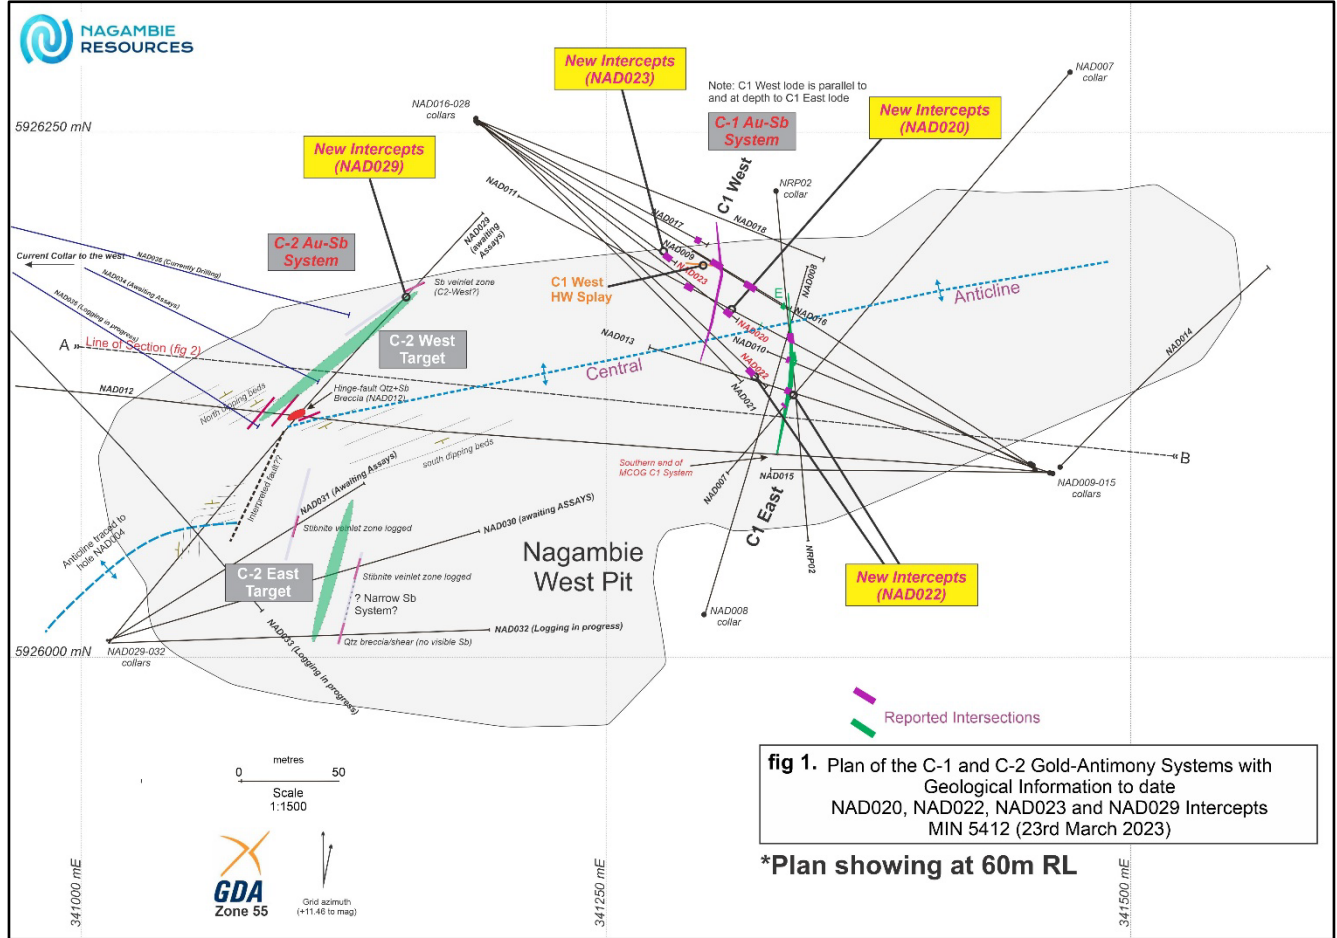 NAGAMBIE
RESOURCES
New Intercepts
(NAD023)
NAD007
collar
Note: C1 West lode is parallel to
and at depth to C1 East lode
NAD016-028
collars
C-1 Au-Sb
System
New Intercepts
(NAD020)
5926250 mN
New Intercepts
(NAD029)
C1 West
NRP02
collar
NAD011
NAD017
NAD018
NAD029
(awaiting
Assays)
C-2 Au-Sb
System
NAD009
NAD023
NAD008
NAD036 (Currently Drilling)
Current Collar to the west
NAD034 (Awaiting Assays)
NAD035 (Logging in progress)
Sb veinlet zone
(C2-West?)
C1 West
HW Splay
E
Anticline
NAD016
NAD014
C-2 West
Target
NAD013
NAD020
NAD010
A
Line of Section (fig 2)
Central
NAD022
NAD021
NAD012
Hinge-fault Qtz+Sb
Breccia (NAD012)
North dipping beds
south dipping beds
Southern end of
MCOG C1 System
NAD007
NAD015
B
NAD009-015
collars
C1 East
Interpreted fault??
NAD031 (Awaiting Assays)
NAD030 (awaiting ASSAYS)
Stibnite veinlet zone logged
Anticline traced to
hole NAD004
Nagambie
West Pit
NRP02
C-2 East
Target
Stibnite veinlet zone logged
? Narrow Sb
System?
New Intercepts
(NAD022)
NAD008
collar
NAD032 (Logging in progress)
Qtz breccia/shear (no visible Sb)
NAD033 (Logging in progress)
5926000 mN
NAD029-032
collars
Reported Intersections
metres
0 50
Scale
1:1500
fig 1. Plan of the C-1 and C-2 Gold-Antimony Systems with
Geological Information to date
NAD020, NAD022, NAD023 and NAD029 Intercepts
MIN 5412 (23rd March 2023)
*Plan showing at 60m RL
GDA
Zone 55
Grid azimuth
(+11.46 to mag)
341000 mE
341250 mE
341500 mE